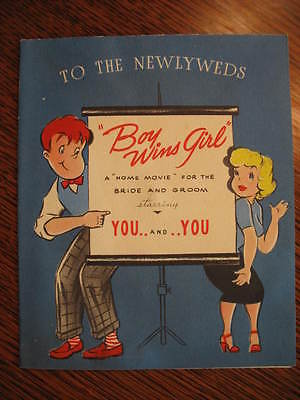 TO THE NEWLYWEDS
"Boy
Wins Girl"
A "HOME MOVIE" FOR THE
BRIDE AND GROOM
starring
YOU.. AND ..YOU